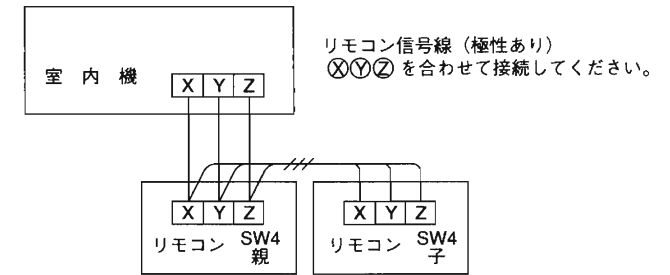 リモコン信号線（極性あり）
ⓍⓎⓏ を合わせて接続してください。
室内機
X Y Z
X Y Z
リモコン SW4
親
X Y Z
リモコン SW4
子